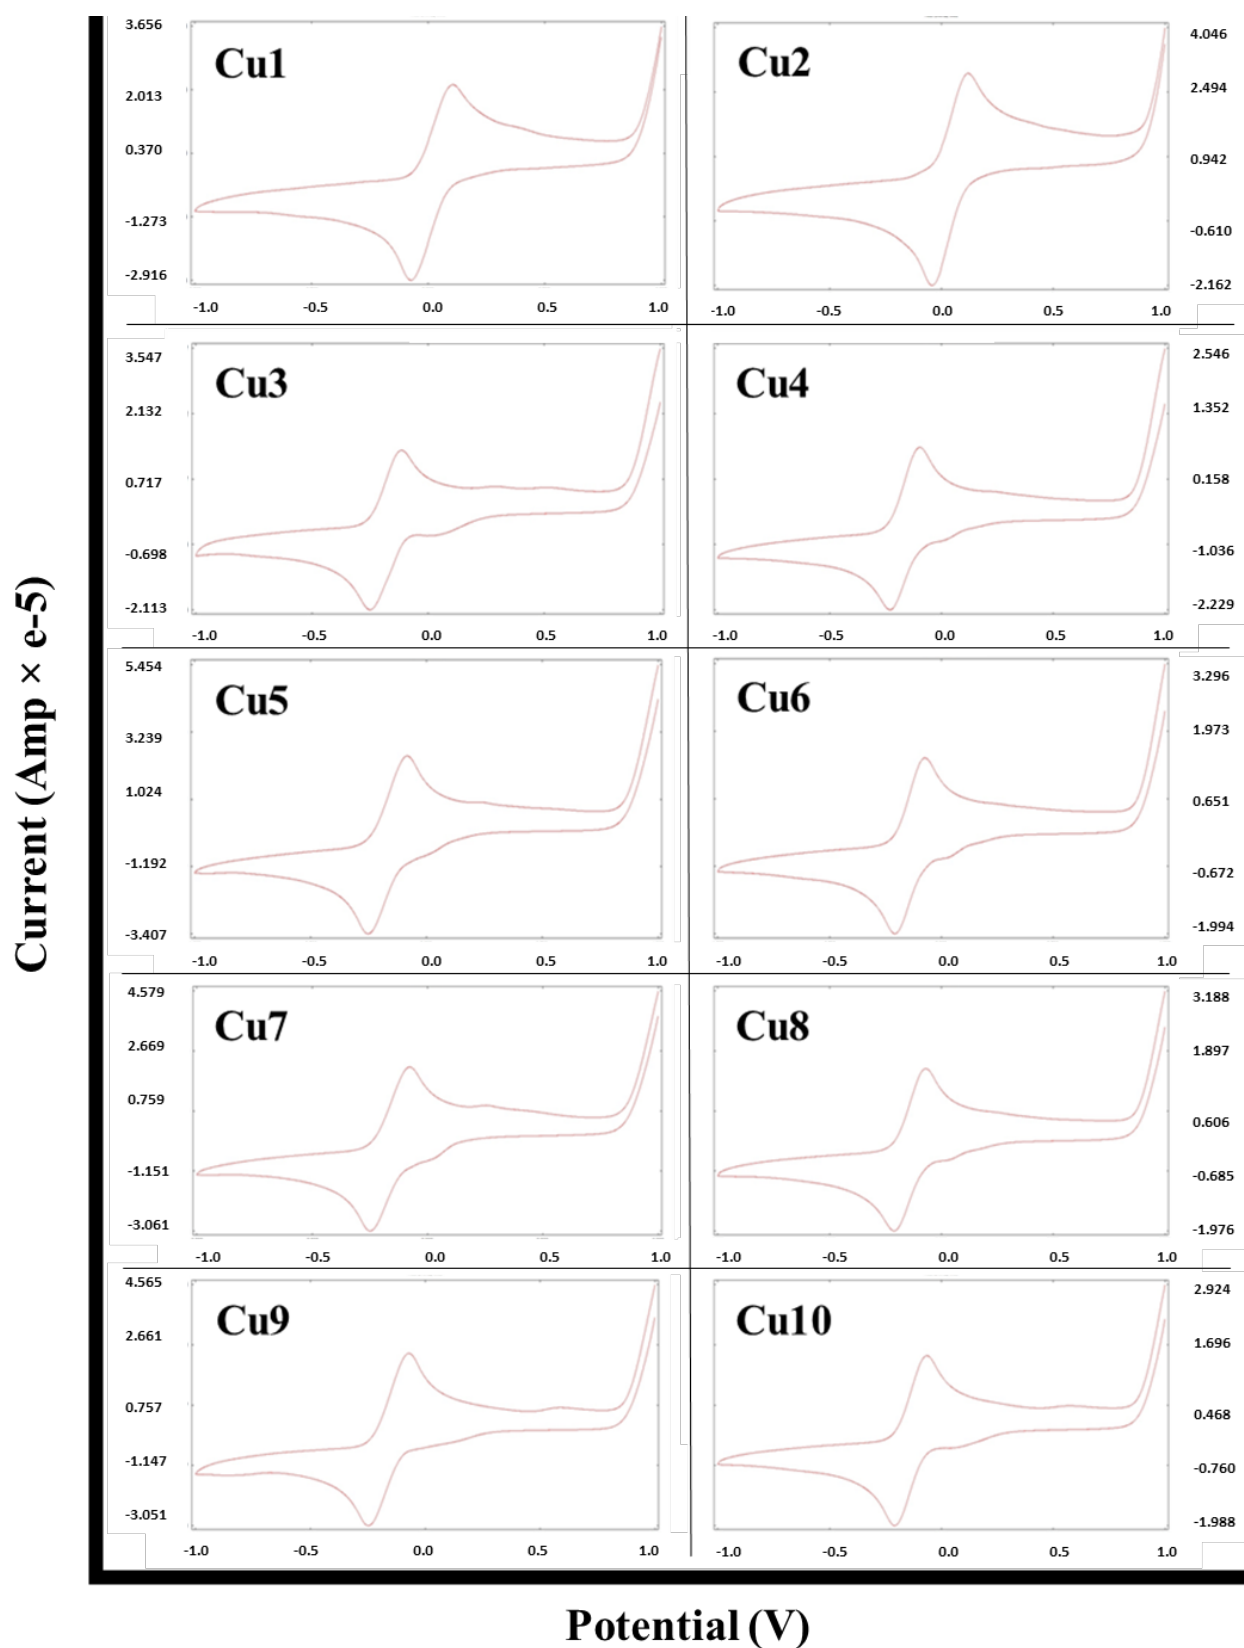 Current (Amp × e-5)
Cu1
3.656
2.013
0.370
-1.273
-2.916
-1.0 -0.5 0.0 0.5 1.0
Cu2
4.046
2.494
0.942
-0.610
-2.162
-1.0 -0.5 0.0 0.5 1.0
Cu3
3.547
2.132
0.717
-0.698
-2.113
-1.0 -0.5 0.0 0.5 1.0
Cu4
2.546
1.352
0.158
-1.036
-2.229
-1.0 -0.5 0.0 0.5 1.0
Cu5
5.454
3.239
1.024
-1.192
-3.407
-1.0 -0.5 0.0 0.5 1.0
Cu6
3.296
1.973
0.651
-0.672
-1.994
-1.0 -0.5 0.0 0.5 1.0
Cu7
4.579
2.669
0.759
-1.151
-3.061
-1.0 -0.5 0.0 0.5 1.0
Cu8
3.188
1.897
0.606
-0.685
-1.976
-1.0 -0.5 0.0 0.5 1.0
Cu9
4.565
2.661
0.757
-1.147
-3.051
-1.0 -0.5 0.0 0.5 1.0
Cu10
2.924
1.696
0.468
-0.760
-1.988
-1.0 -0.5 0.0 0.5 1.0
Potential (V)